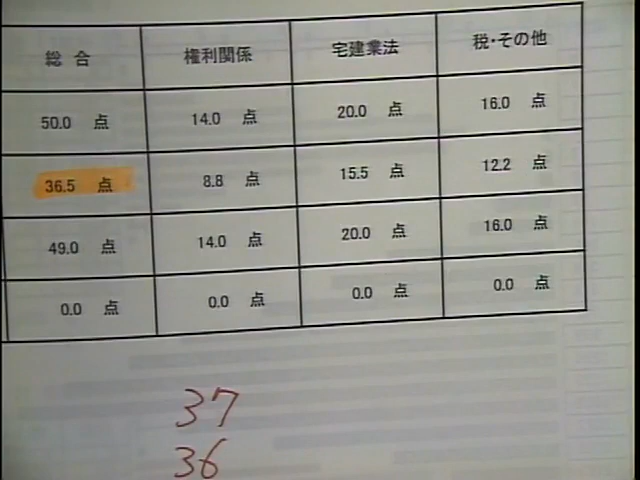 総 合 権利関係 宅建業法 税・その他
50.0 点 14.0 点 20.0 点 16.0 点
36.5 点 8.8 点 15.5 点 12.2 点
49.0 点 14.0 点 20.0 点 16.0 点
0.0 点 0.0 点 0.0 点 0.0 点
37
36